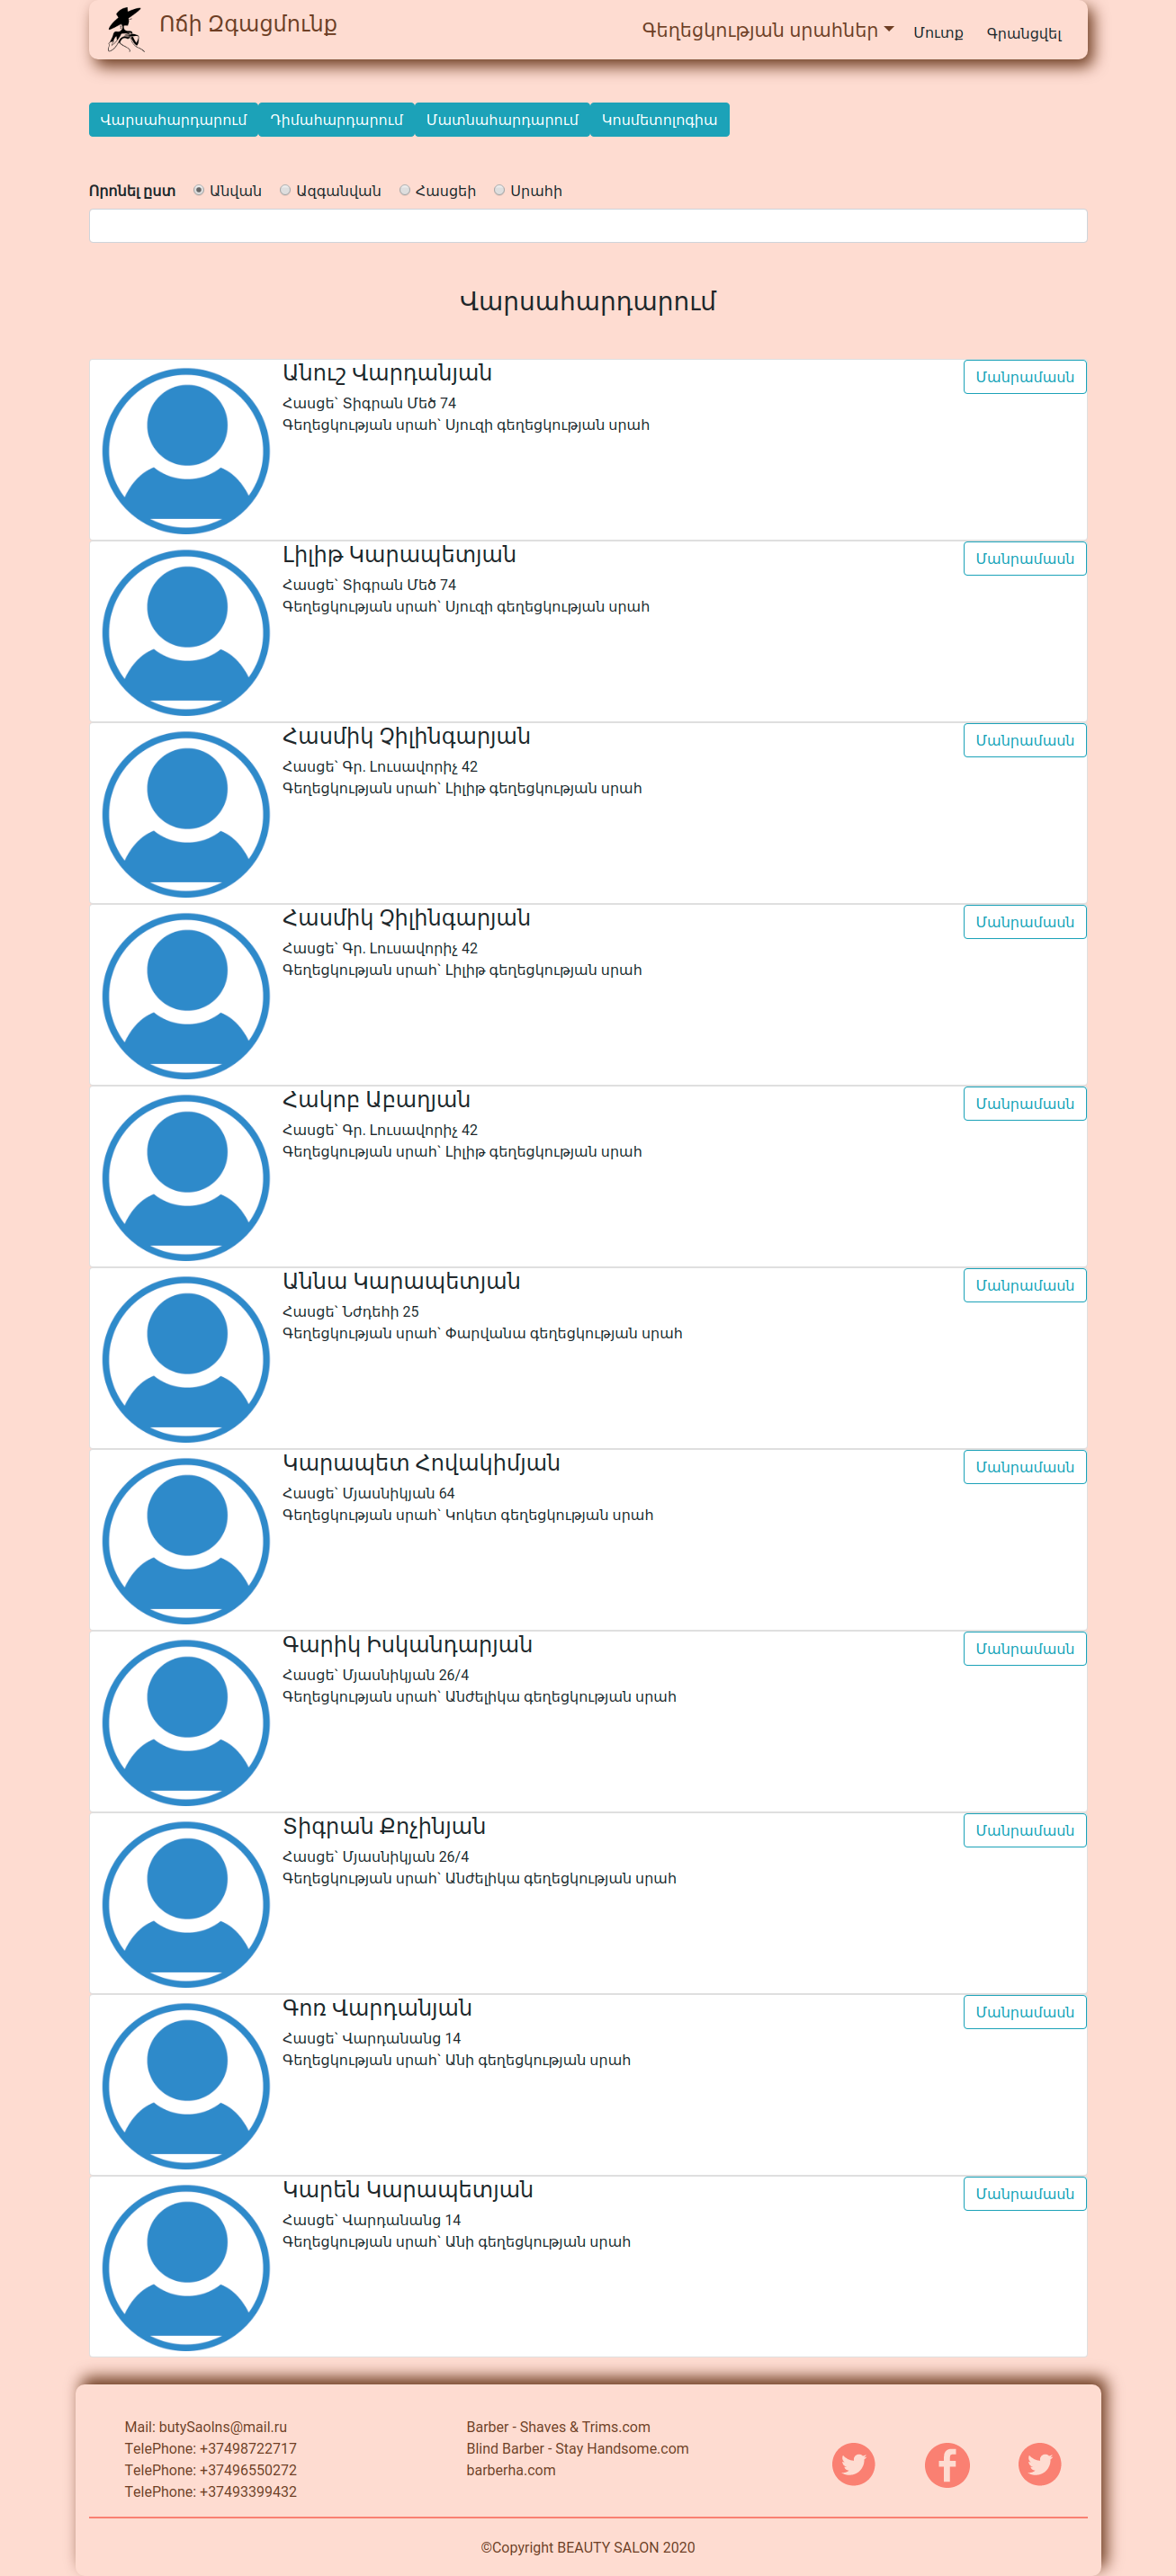 Ոճի Զգացմունք
Գեղեցկության սրահներ
Մուտք
Գրանցվել
Վարսահարդարում
Դիմահարդարում
Մատնահարդարում
Կոսմետոլոգիա
Որոնել ըստ
Անվան
Ազգանվան
Հասցեի
Սրահի
Վարսահարդարում
Անուշ Վարդանյան
Մանրամասն
Հասցե` Տիգրան Մեծ 74
Գեղեցկության սրահ` Սյուզի գեղեցկության սրահ
Լիլիթ Կարապետյան
Մանրամասն
Հասցե` Տիգրան Մեծ 74
Գեղեցկության սրահ` Սյուզի գեղեցկության սրահ
Հասմիկ Չիլինգարյան
Մանրամասն
Հասցե` Գր. Լուսավորիչ 42
Գեղեցկության սրահ` Լիլիթ գեղեցկության սրահ
Հասմիկ Չիլինգարյան
Մանրամասն
Հասցե` Գր. Լուսավորիչ 42
Գեղեցկության սրահ` Լիլիթ գեղեցկության սրահ
Հակոբ Աբաղյան
Մանրամասն
Հասցե` Գր. Լուսավորիչ 42
Գեղեցկության սրահ` Լիլիթ գեղեցկության սրահ
Աննա Կարապետյան
Մանրամասն
Հասցե` Նժդեհի 25
Գեղեցկության սրահ` Փարվանա գեղեցկության սրահ
Կարապետ Հովակիմյան
Մանրամասն
Հասցե` Մյասնիկյան 64
Գեղեցկության սրահ` Կոկետ գեղեցկության սրահ
Գարիկ Իսկանդարյան
Մանրամասն
Հասցե` Մյասնիկյան 26/4
Գեղեցկության սրահ` Անժելիկա գեղեցկության սրահ
Տիգրան Քոչինյան
Մանրամասն
Հասցե` Մյասնիկյան 26/4
Գեղեցկության սրահ` Անժելիկա գեղեցկության սրահ
Գոռ Վարդանյան
Մանրամասն
Հասցե` Վարդանանց 14
Գեղեցկության սրահ` Անի գեղեցկության սրահ
Կարեն Կարապետյան
Մանրամասն
Հասցե` Վարդանանց 14
Գեղեցկության սրահ` Անի գեղեցկության սրահ
Mail: butySaolns@mail.ru
TelePhone: +37498722717
TelePhone: +37496550272
TelePhone: +37493399432
Barber - Shaves & Trims.com
Blind Barber - Stay Handsome.com
barberha.com
©Copyright BEAUTY SALON 2020